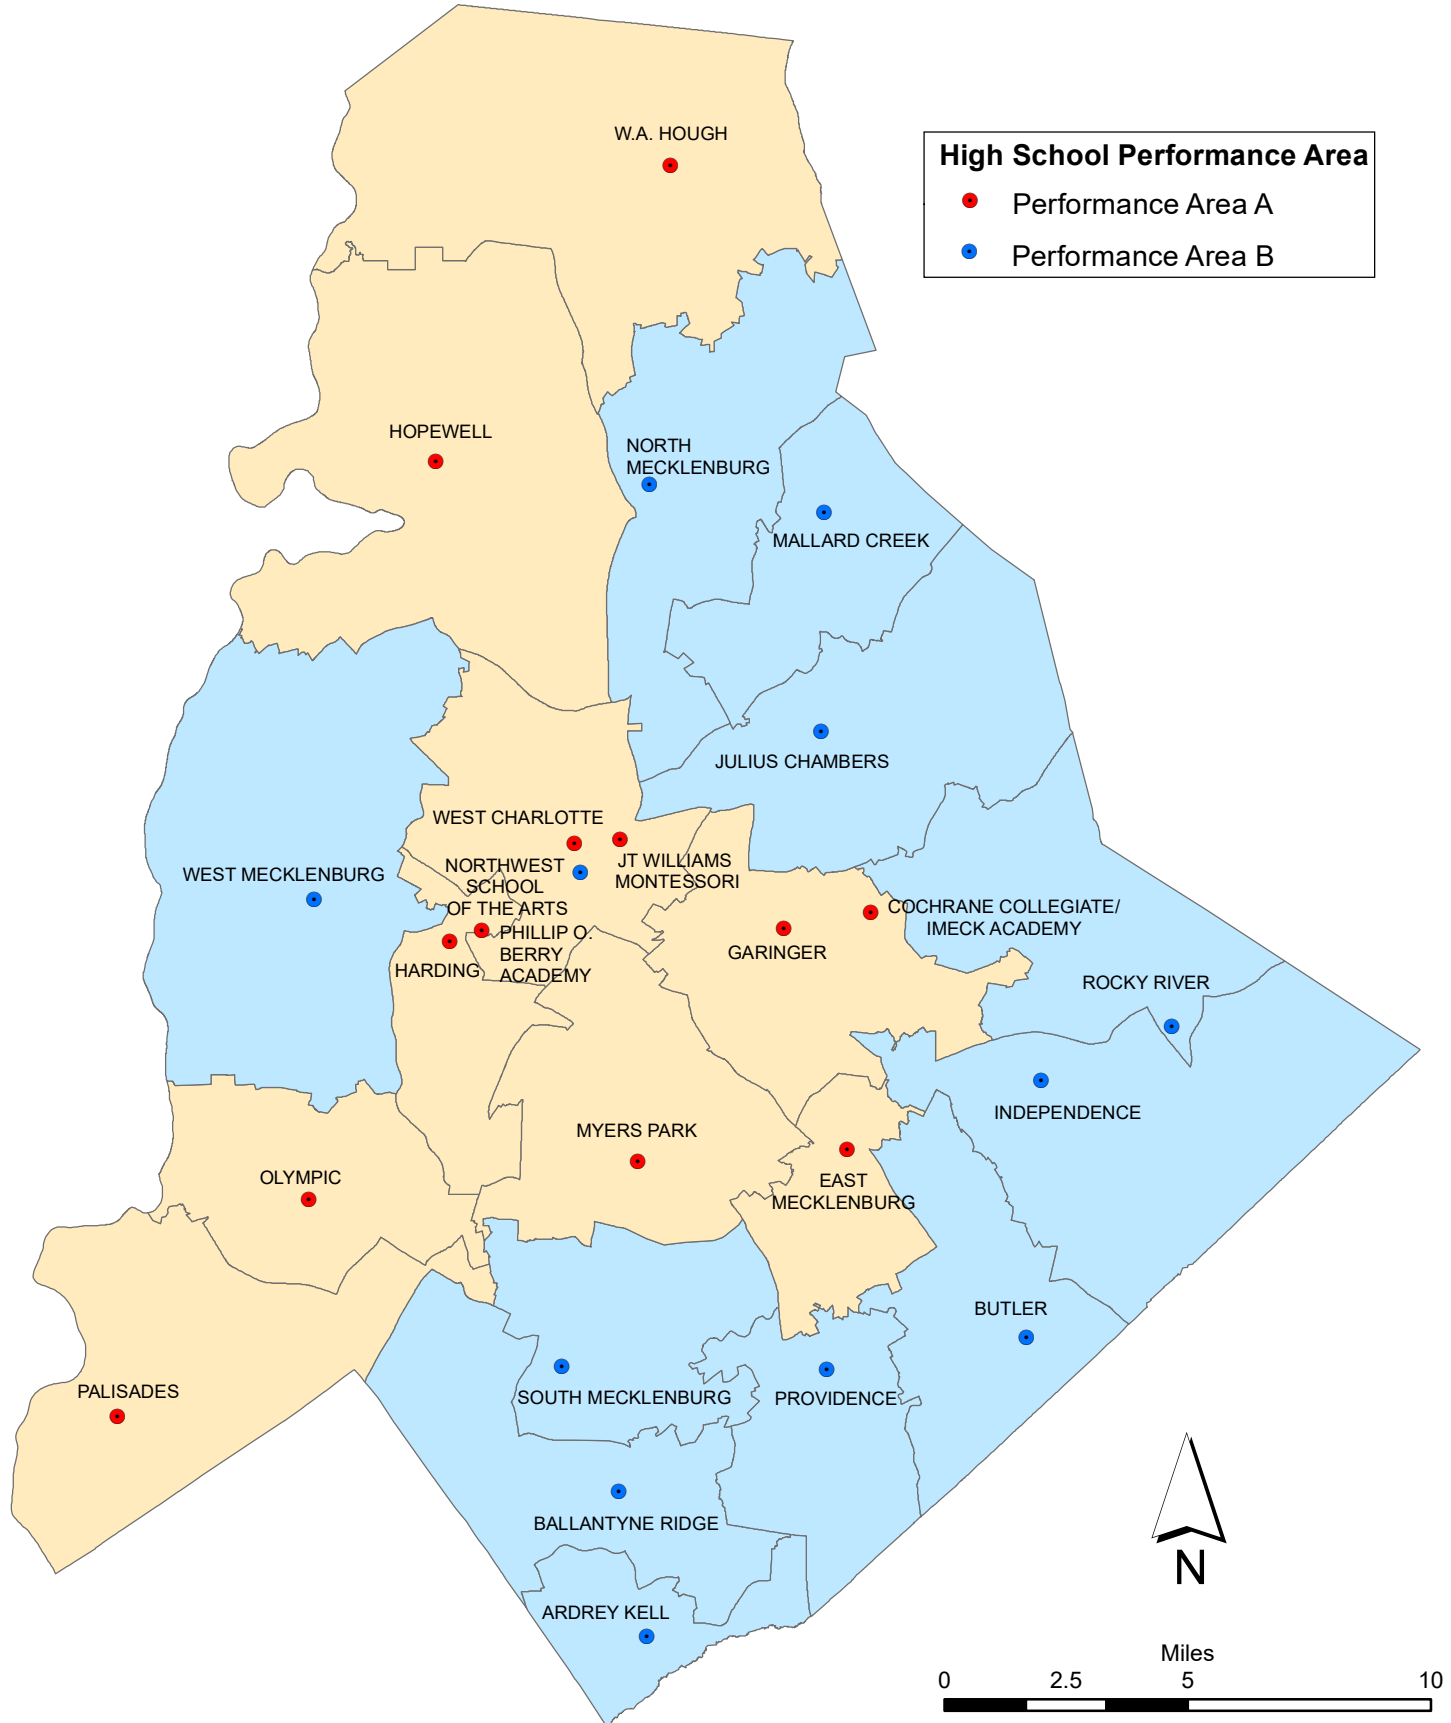 W.A. HOUGH
High School Performance Area
Performance Area A
Performance Area B
HOPEWELL
NORTH
MECKLENBURG
MALLARD CREEK
JULIUS CHAMBERS
WEST CHARLOTTE
JT WILLIAMS
MONTESSORI
NORTHWEST
SCHOOL
OF THE ARTS
WEST MECKLENBURG
COCHRANE COLLEGIATE/
IMECK ACADEMY
PHILLIP O.
BERRY
ACADEMY
HARDING
GARINGER
ROCKY RIVER
INDEPENDENCE
MYERS PARK
OLYMPIC
EAST
MECKLENBURG
BUTLER
PALISADES
SOUTH MECKLENBURG
PROVIDENCE
BALLANTYNE RIDGE
ARDREY KELL
N
Miles
0 2.5 5 10